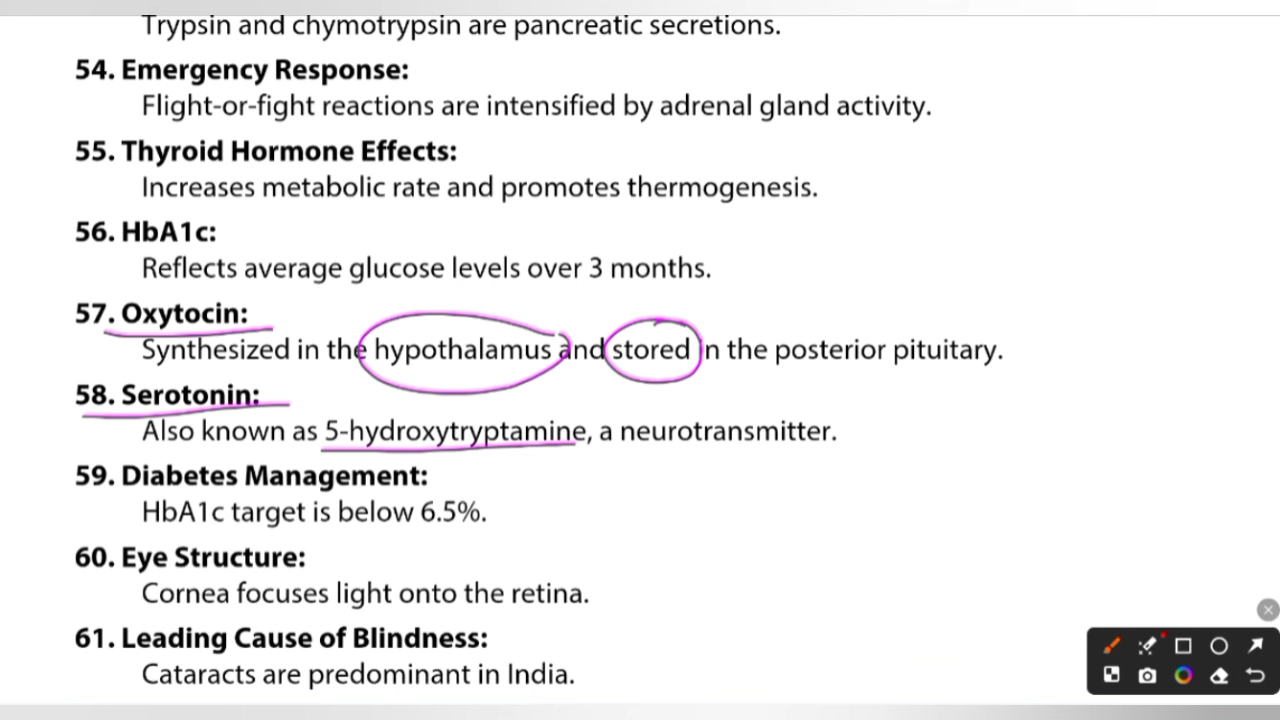 Trypsin and chymotrypsin are pancreatic secretions.
54. Emergency Response:
Flight-or-fight reactions are intensified by adrenal gland activity.
55. Thyroid Hormone Effects:
Increases metabolic rate and promotes thermogenesis.
56. HbA1c:
Reflects average glucose levels over 3 months.
57. Oxytocin:
Synthesized in the hypothalamus and stored in the posterior pituitary.
58. Serotonin:
Also known as 5-hydroxytryptamine, a neurotransmitter.
59. Diabetes Management:
HbA1c target is below 6.5%.
60. Eye Structure:
Cornea focuses light onto the retina.
61. Leading Cause of Blindness:
Cataracts are predominant in India.